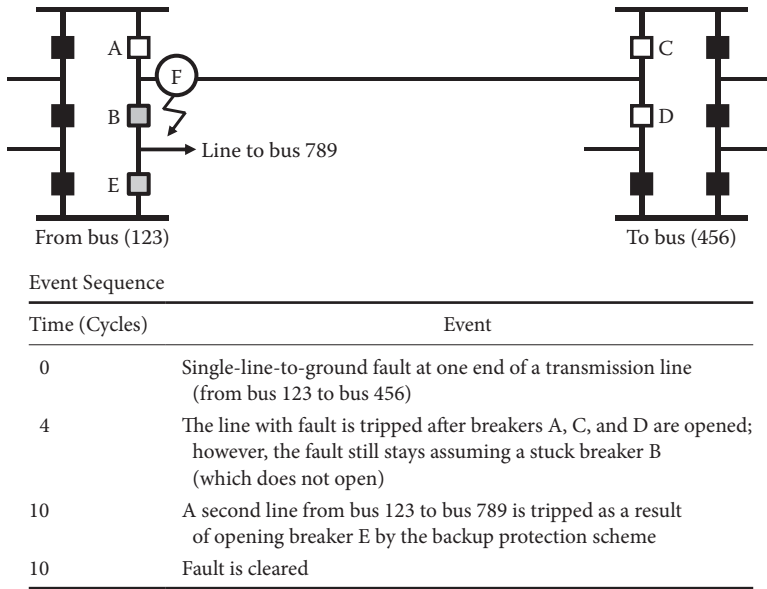 A
F
C
B
D
Line to bus 789
E
From bus (123)
To bus (456)
Event Sequence
Time (Cycles)
Event
0
Single-line-to-ground fault at one end of a transmission line
(from bus 123 to bus 456)
4
The line with fault is tripped after breakers A, C, and D are opened;
however, the fault still stays assuming a stuck breaker B
(which does not open)
10
A second line from bus 123 to bus 789 is tripped as a result
of opening breaker E by the backup protection scheme
10
Fault is cleared